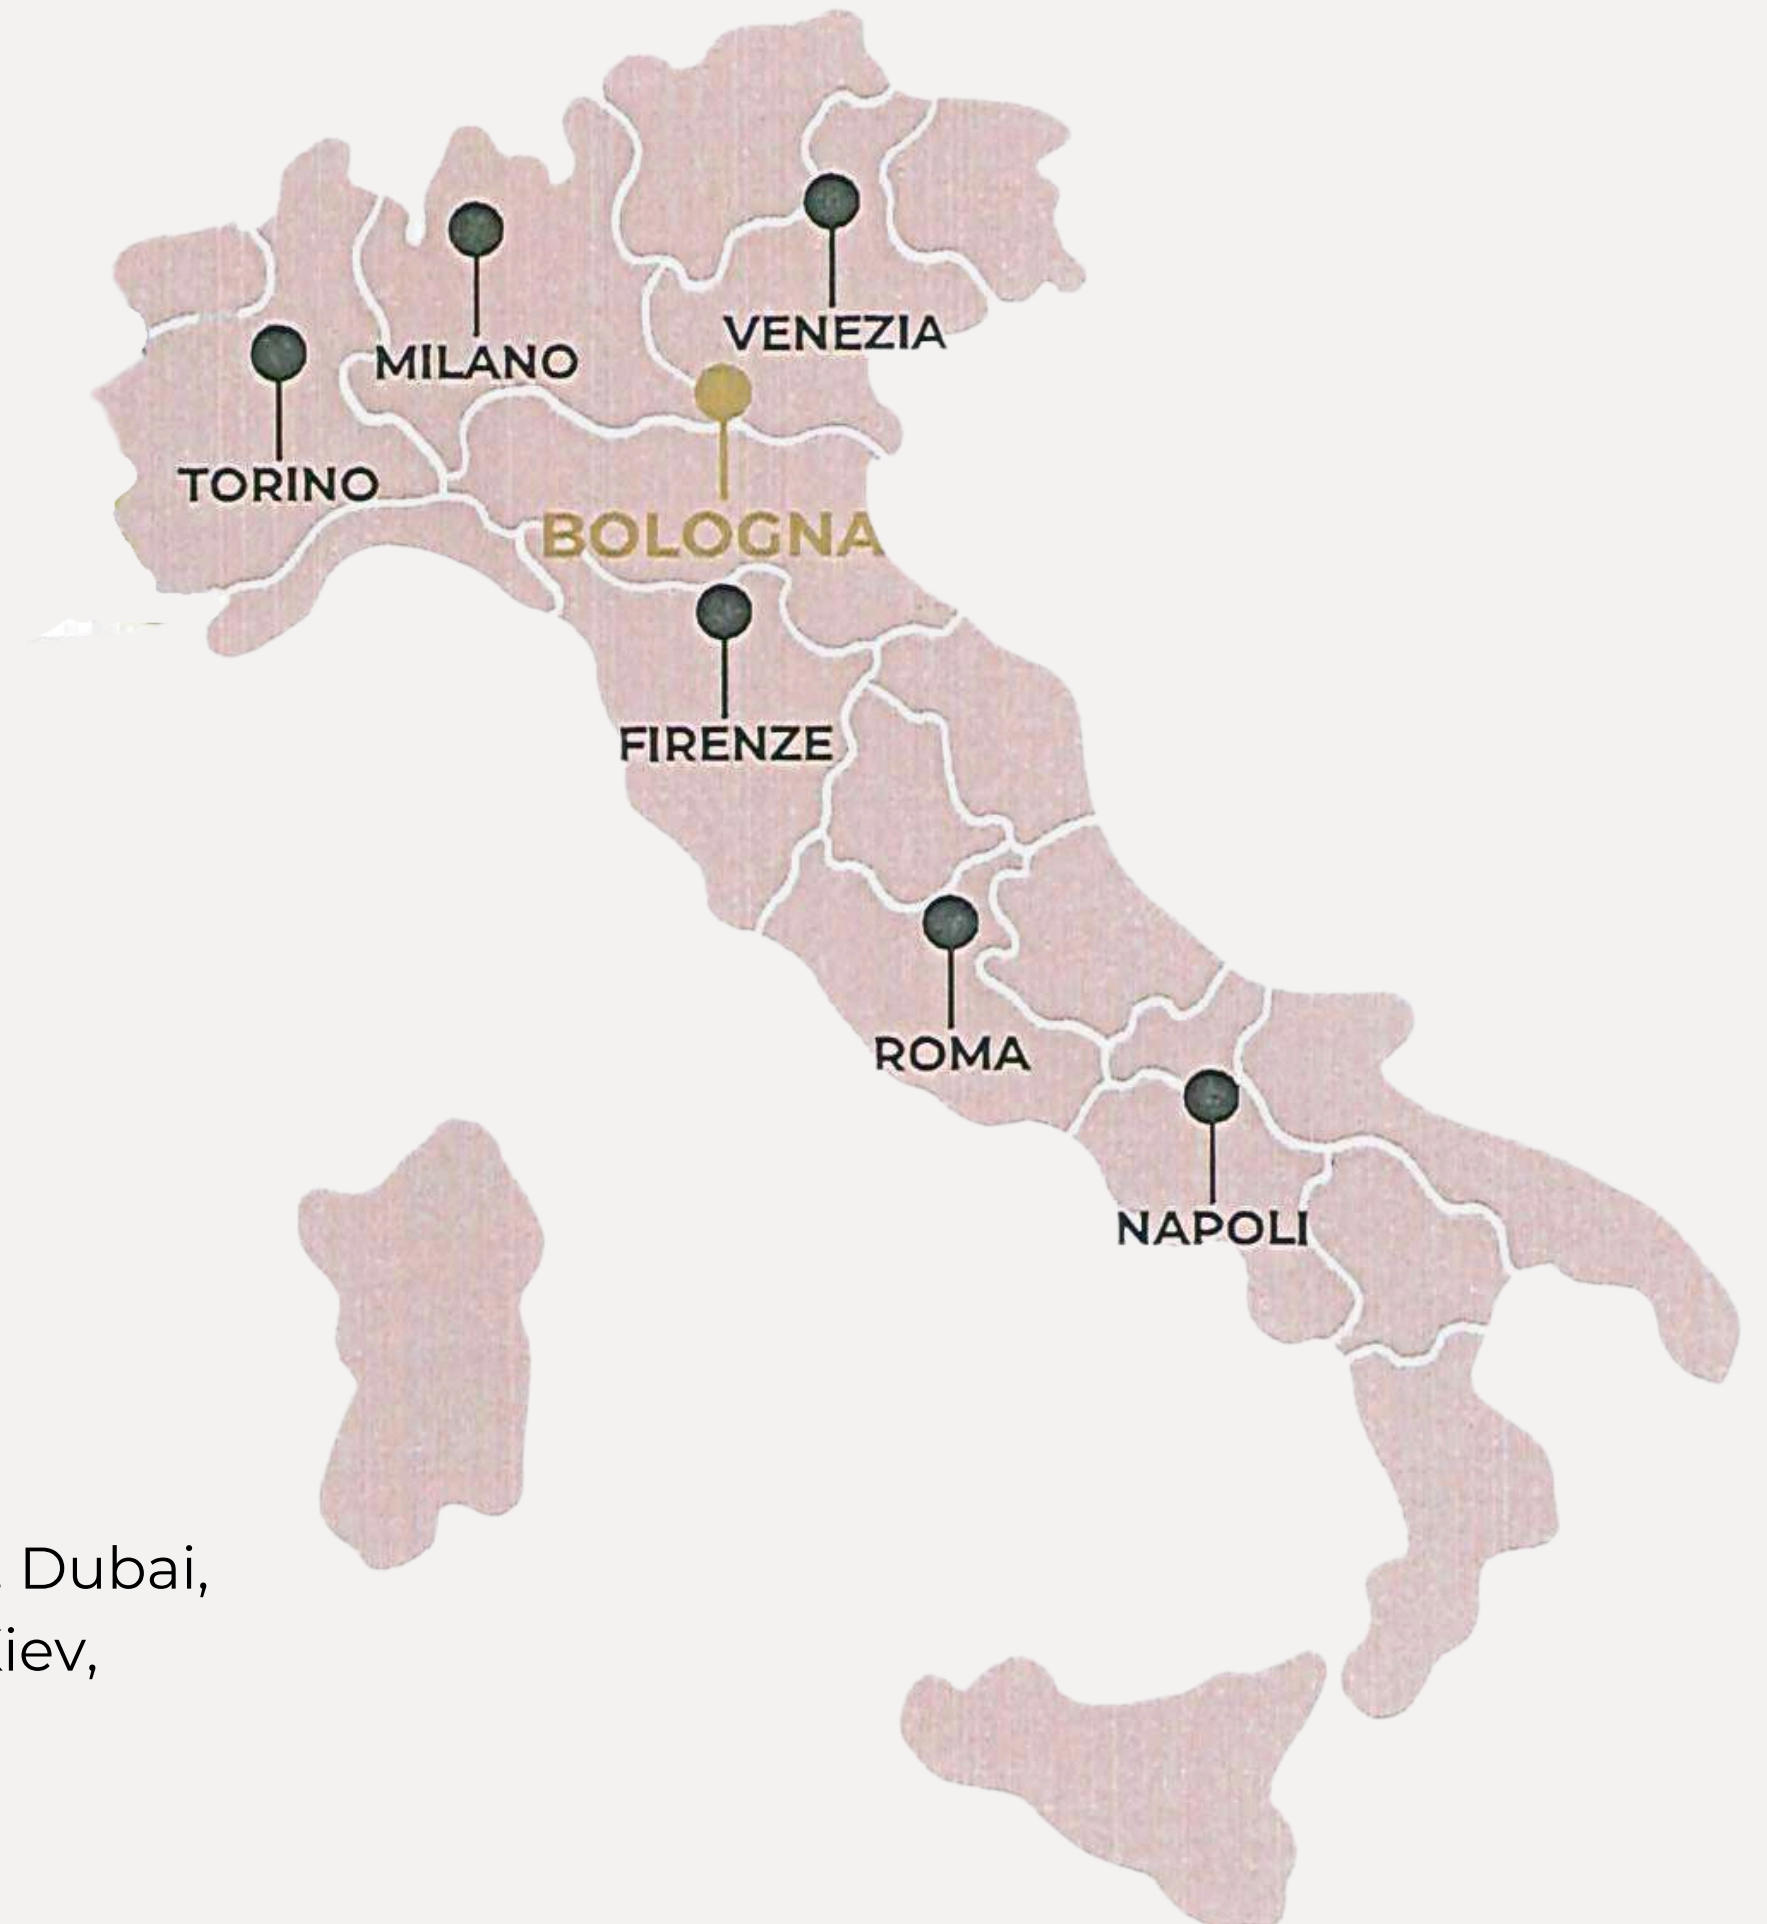 VENEZIA
MILANO
TORINO
BOLOGNA
FIRENZE
ROMA
NAPOLI
Dubai,